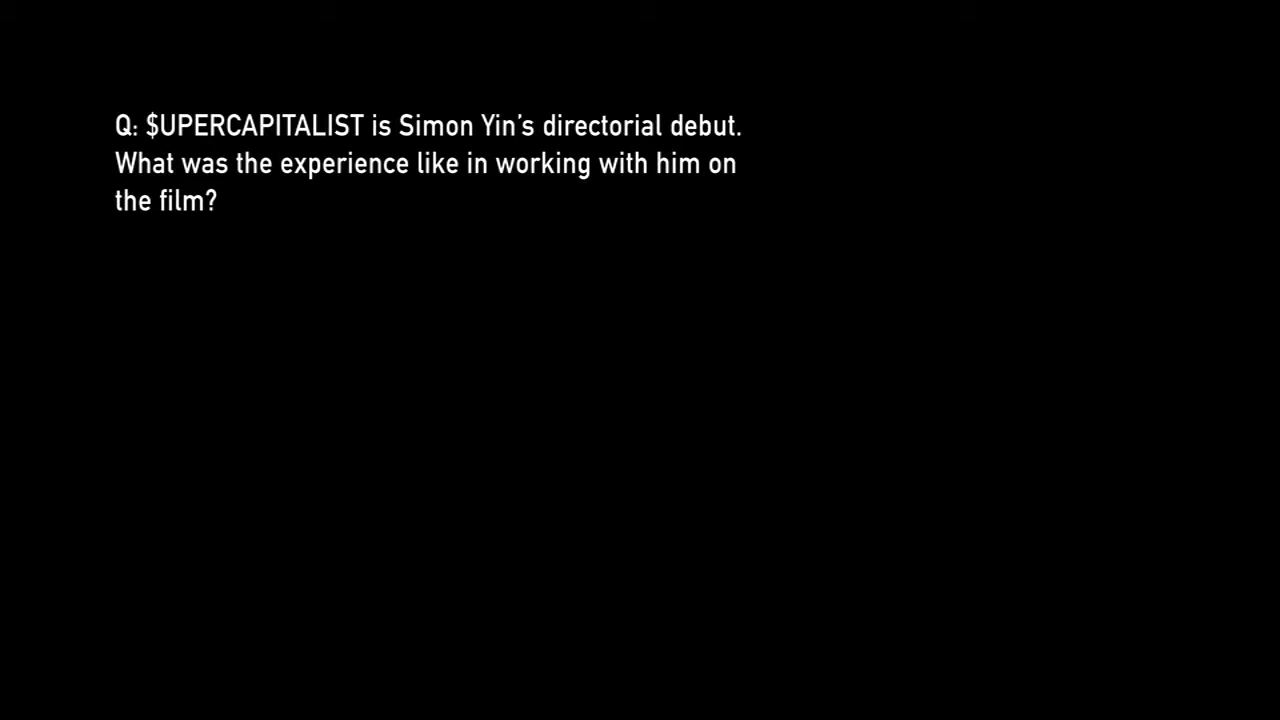 Q: $UPERCAPITALIST is Simon Yin's directorial debut.
What was the experience like in working with him on
the film?